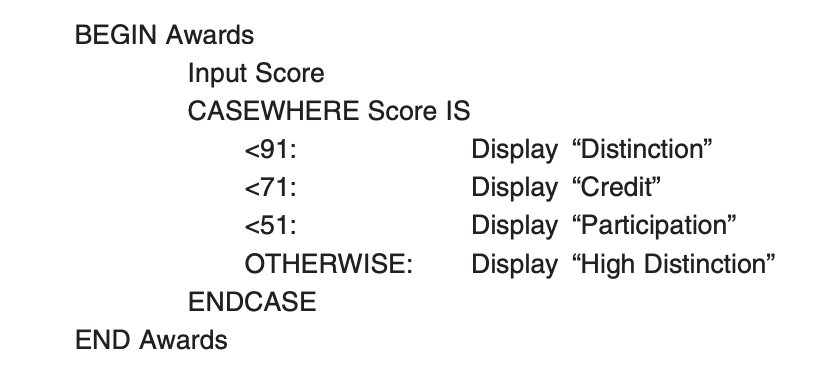 BEGIN Awards
Input Score
CASEWHERE Score IS
<91: Display “Distinction”
<71: Display “Credit”
<51: Display “Participation”
OTHERWISE: Display “High Distinction”
ENDCASE
END Awards